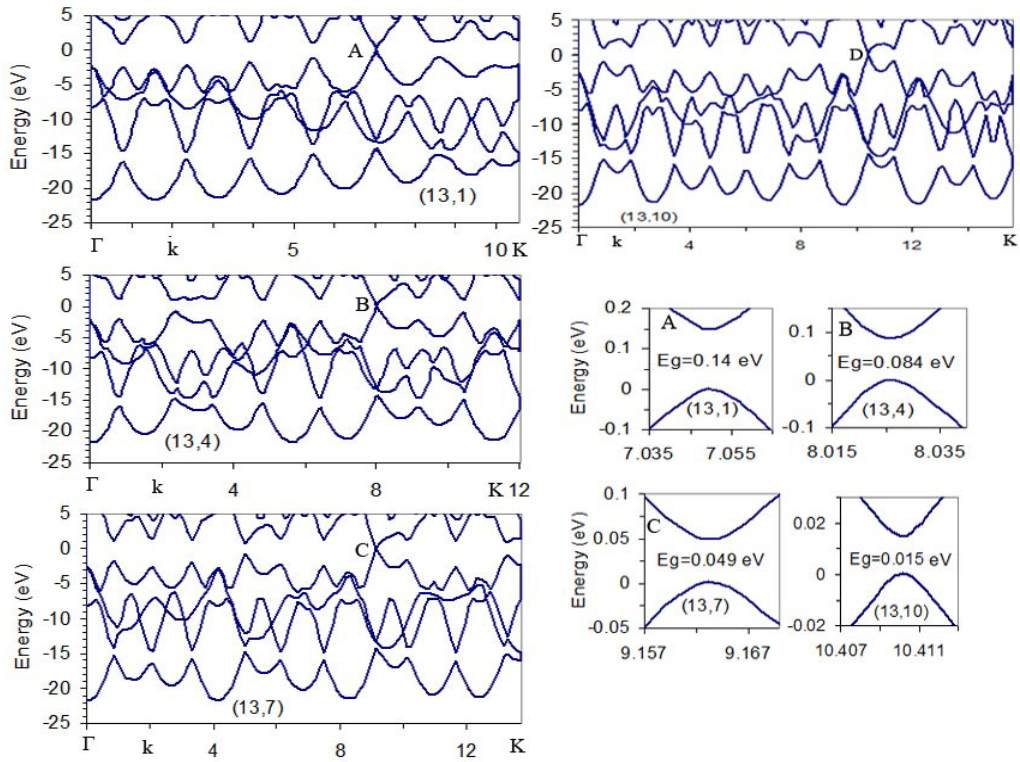 5
0
-5
-10
-15
-20
-25
Energy (eV)
A
(13,1)
Γ
k
5
10 K
5
0
-5
-10
-15
-20
-25
D
(13,10)
Γ
k
4
8
12
K
5
0
-5
-10
-15
-20
-25
Energy (eV)
B
(13,4)
Γ
k
4
8
K 12
5
0
-5
-10
-15
-20
-25
Energy (eV)
C
(13,7)
Γ
k
4
8
12
K
0.2
0.1
0
-0.1
Energy (eV)
A
Eg=0.14 eV
(13,1)
7.035
7.055
0.1
0
-0.1
B
Eg=0.084 eV
(13,4)
8.015
8.035
0.1
0.05
0
-0.05
Energy (eV)
C
Eg=0.049 eV
(13,7)
9.157
9.167
0.02
0
-0.02
Eg=0.015 eV
(13,10)
10.407
10.411